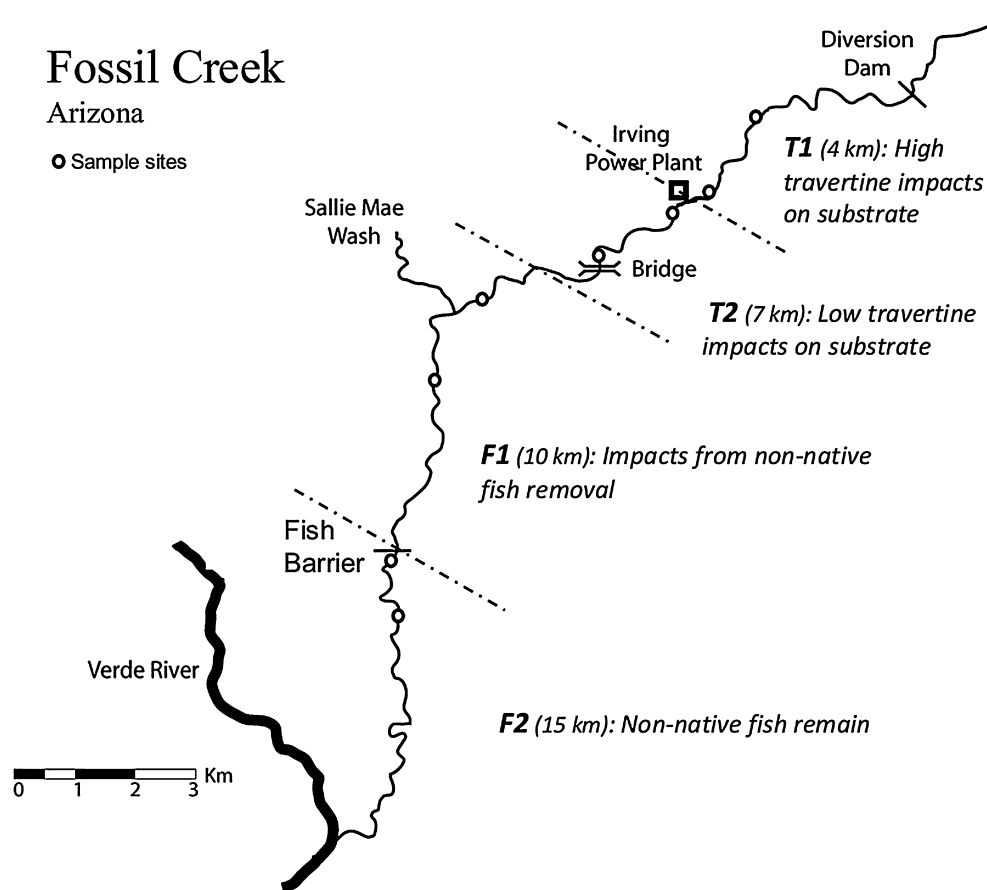 Fossil Creek
Arizona
Sample sites
Diversion
Dam
Irving
Power Plant
T1 (4 km): High
travertine impacts
on substrate
Sallie Mae
Wash
Bridge
T2 (7 km): Low travertine
impacts on substrate
F1 (10 km): Impacts from non-native
fish removal
Fish
Barrier
Verde River
F2 (15 km): Non-native fish remain
Km
0 1 2 3